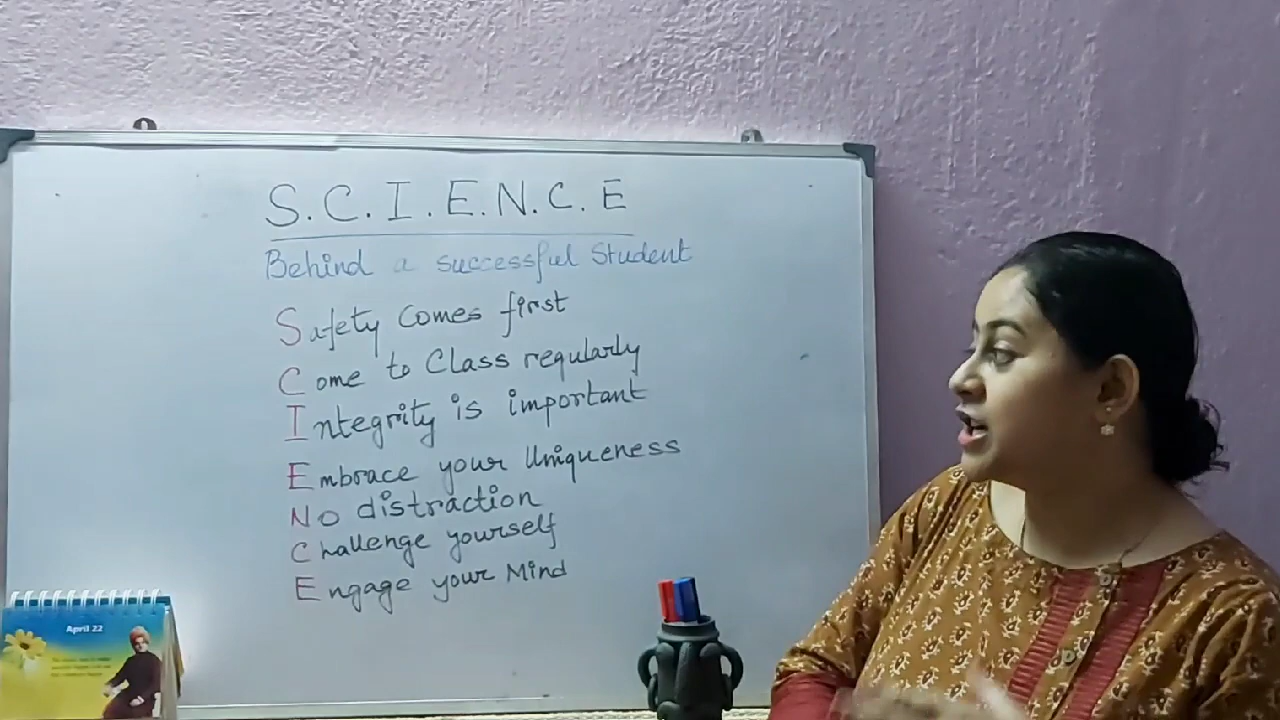 S.C.I.E.N.C.E
Behind a successful Student
Safety Comes first
Come to Class regularly
Integrity is important
Embrace your Uniqueness
No distraction
Challenge yourself
Engage your Mind
April 22